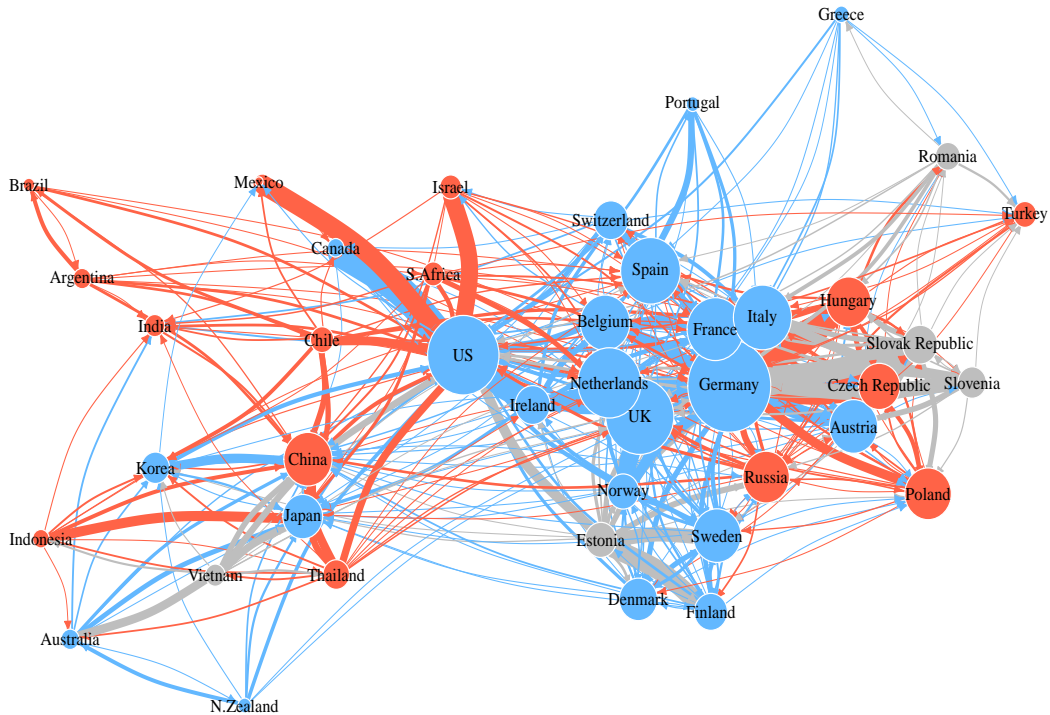 Greece
Portugal
Romania
Brazil
Mexico
Israel
Turkey
Switzerland
Canada
Spain
S.Africa
Argentina
Hungary
Italy
Belgium
France
India
Chile
Slovak Republic
US
Netherlands
Germany
Czech Republic
Slovenia
Ireland
UK
Austria
China
Korea
Russia
Norway
Poland
Japan
Indonesia
Estonia
Sweden
Vietnam
Thailand
Denmark
Finland
Australia
N.Zealand